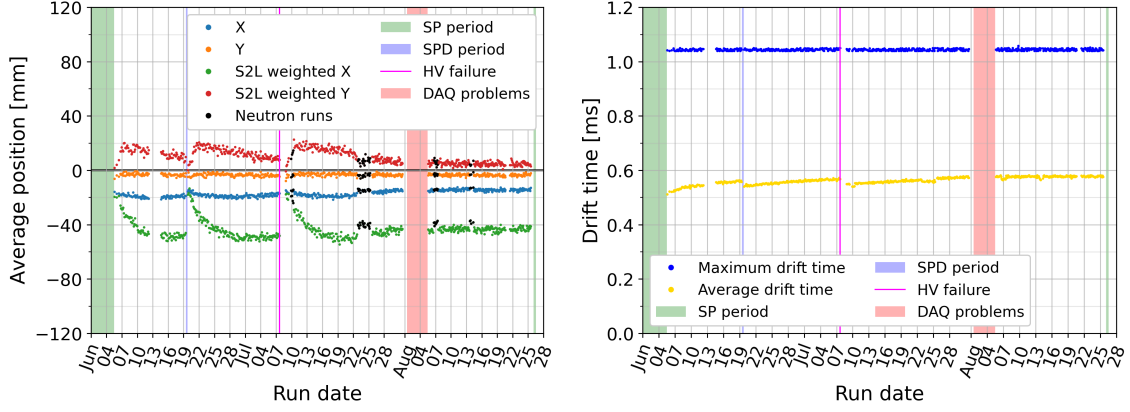 120
80
40
0
−40
−80
−120
Average position [mm]
X
Y
S2L weighted X
S2L weighted Y
Neutron runs
SP period
SPD period
HV failure
DAQ problems
Jun 04 07 10 13 16 19 22 25 28 Jul 04 07 10 13 16 19 22 25 28 Aug 04 07 10 13 16 19 22 25 28
Run date
1.2
1.0
0.8
0.6
0.4
0.2
0.0
Drift time [ms]
Maximum drift time
Average drift time
SP period
SPD period
HV failure
DAQ problems
Jun 04 07 10 13 16 19 22 25 28 Jul 04 07 10 13 16 19 22 25 28 Aug 04 07 10 13 16 19 22 25 28
Run date